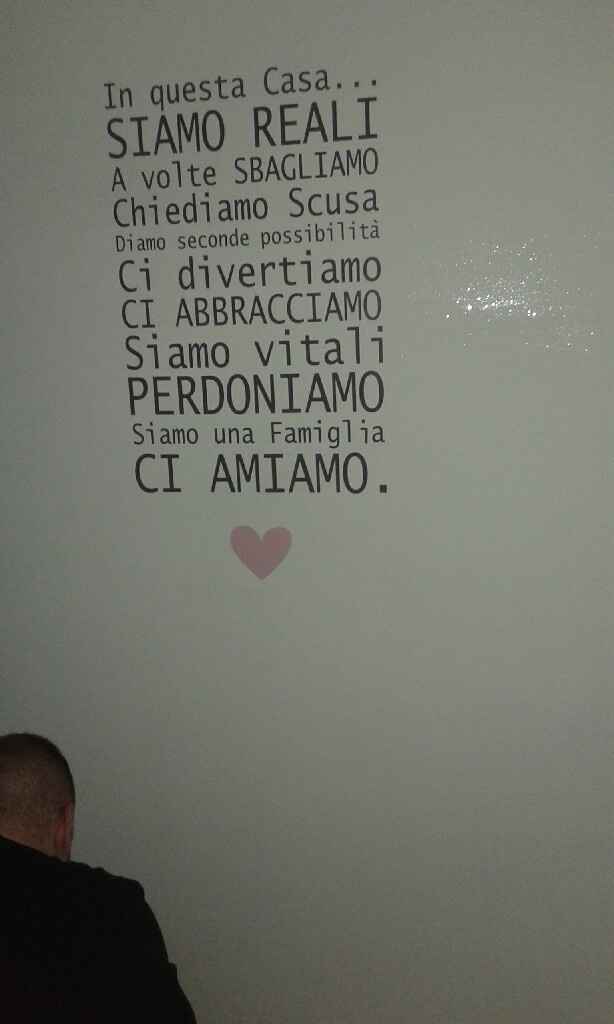 In questa Casa...
SIAMO REALI
A volte SBAGLIAMO
Chiediamo Scusa
Diamo seconde possibilità
Ci divertiamo
CI ABBRACCIAMO
Siamo vitali
PERDONIAMO
Siamo una Famiglia
CI AMIAMO.